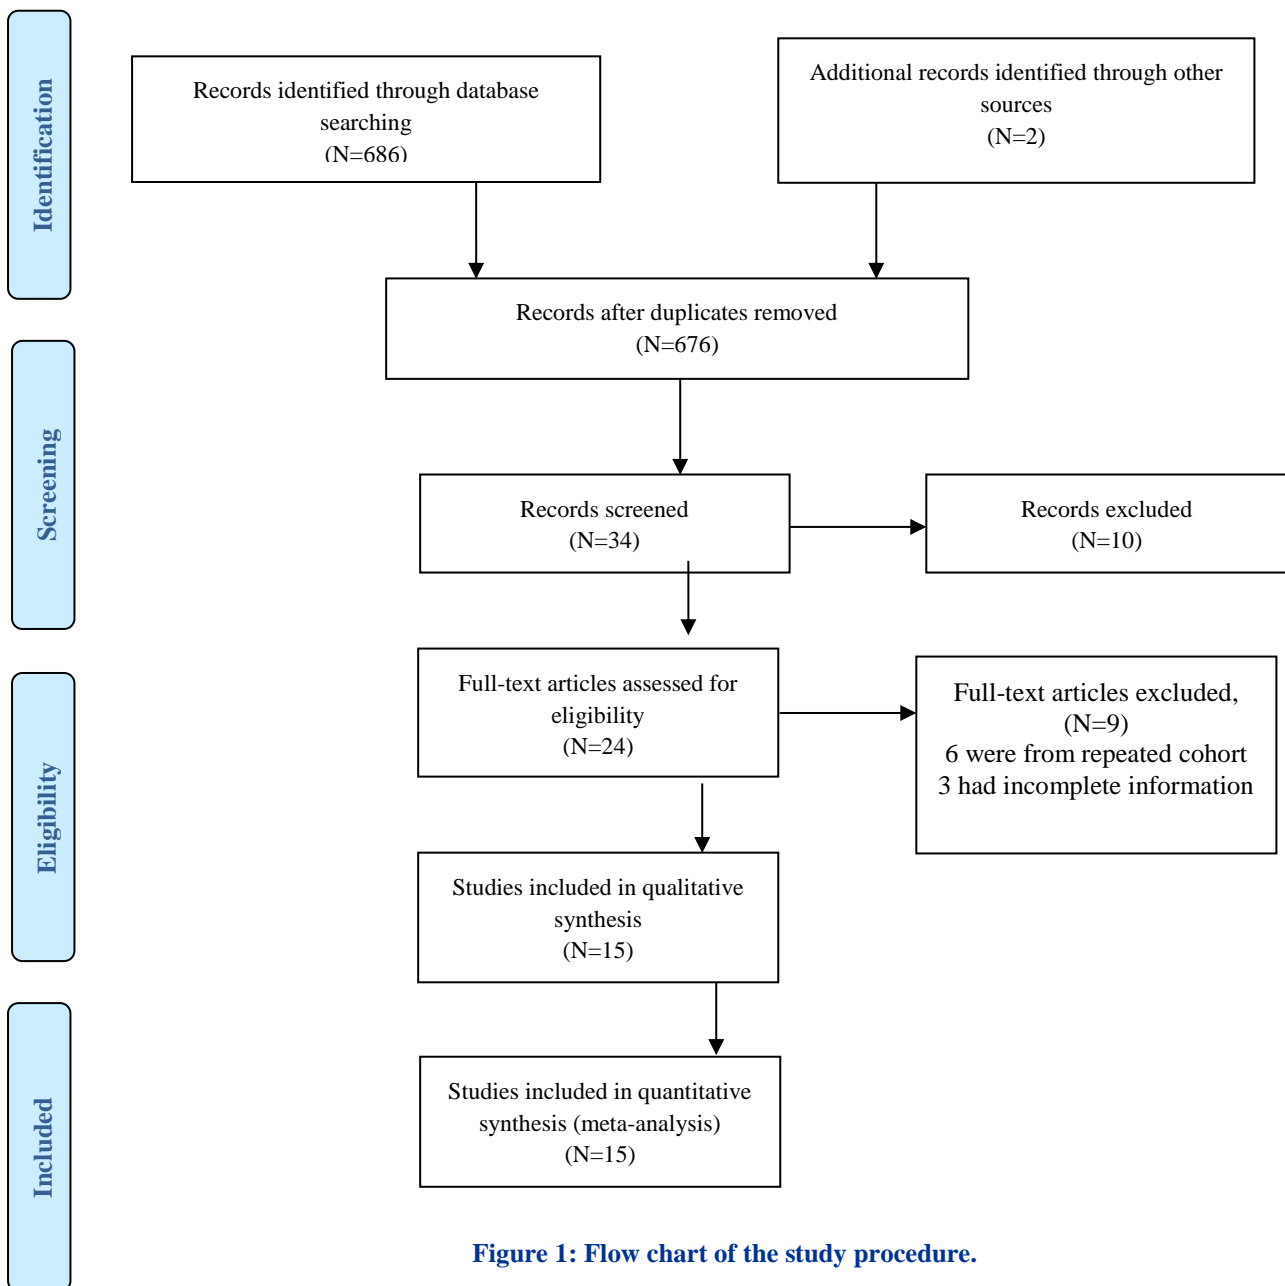 Identification
Records identified through database
searching
(N=686)
Additional records identified through other
sources
(N=2)
Records after duplicates removed
(N=676)
Screening
Records screened
(N=34)
Records excluded
(N=10)
Eligibility
Full-text articles assessed for
eligibility
(N=24)
Full-text articles excluded,
(N=9)
6 were from repeated cohort
3 had incomplete information
Studies included in qualitative
synthesis
(N=15)
Included
Studies included in quantitative
synthesis (meta-analysis)
(N=15)
Figure 1: Flow chart of the study procedure.